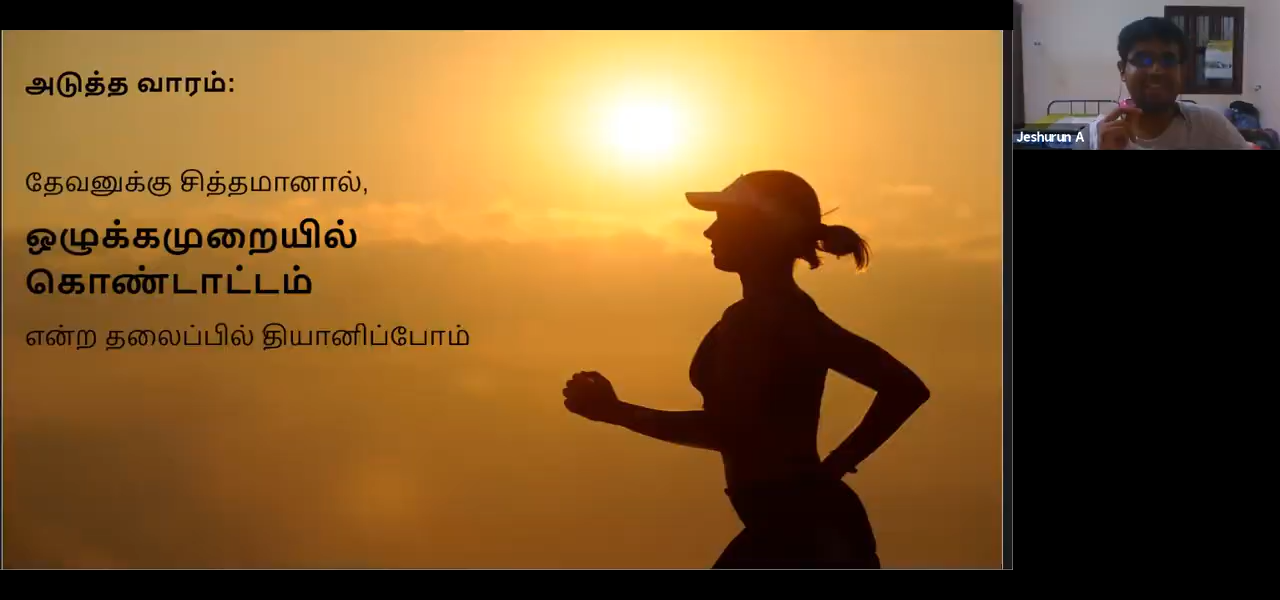 அடுத்த வாரம்:
தேவனுக்கு சித்தமானால்,
ஒழுக்கமுறையில்
கொண்டாட்டம்
என்ற தலைப்பில் தியானிப்போம்
Jeshurun A